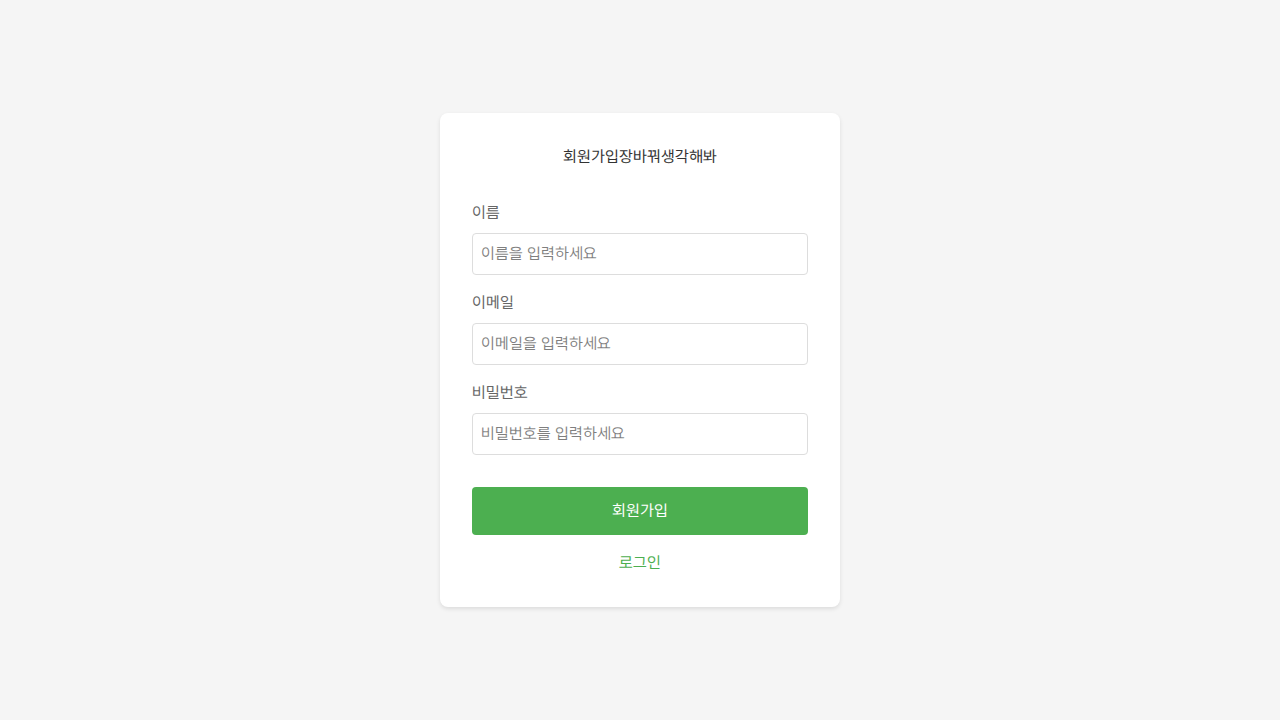 회원가입장바꿔생각해봐
이름
이름을 입력하세요
이메일
이메일을 입력하세요
비밀번호
비밀번호를 입력하세요
회원가입
로그인